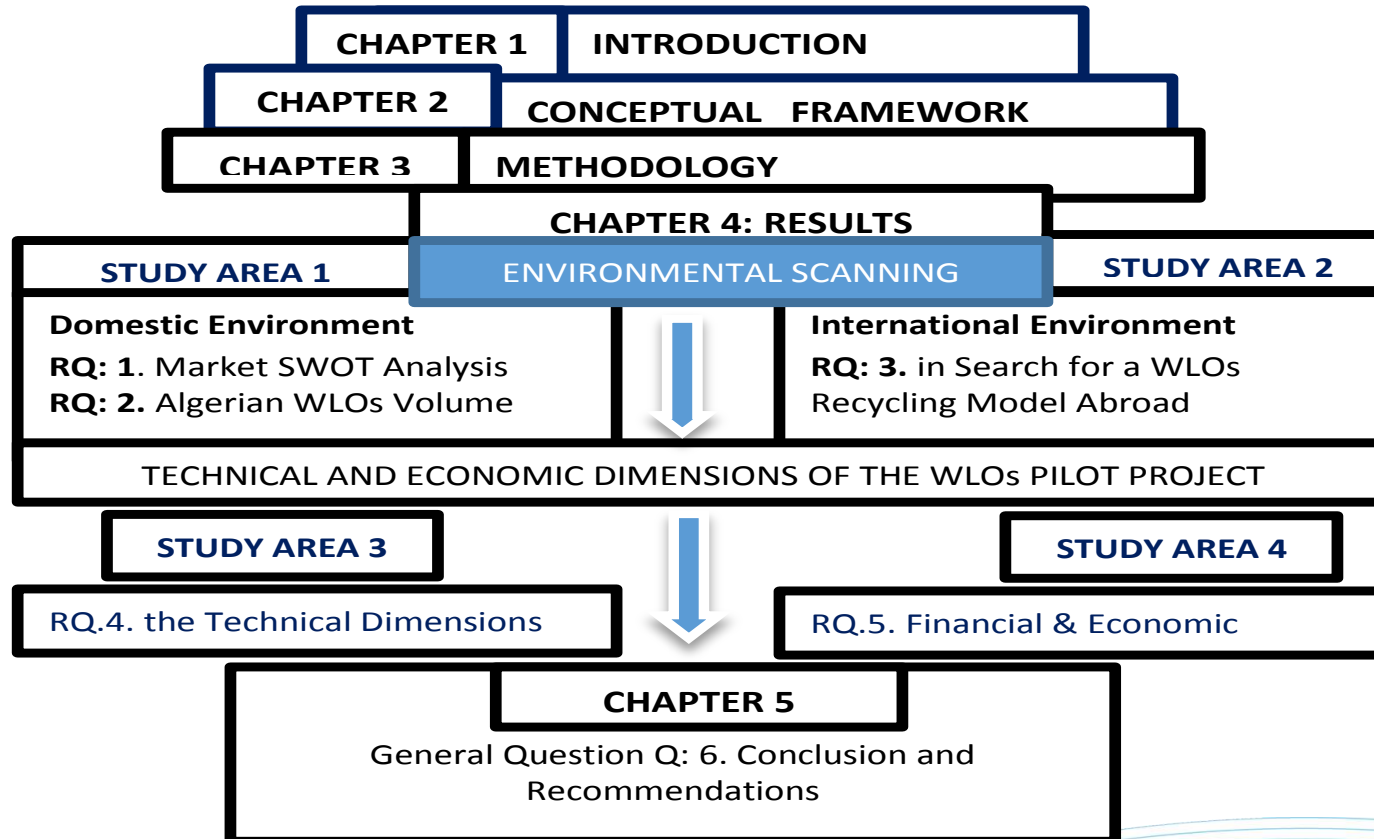 CHAPTER 1 INTRODUCTION
CHAPTER 2 CONCEPTUAL FRAMEWORK
CHAPTER 3 METHODOLOGY
CHAPTER 4: RESULTS
STUDY AREA 1
ENVIRONMENTAL SCANNING
STUDY AREA 2
Domestic Environment
RQ: 1. Market SWOT Analysis
RQ: 2. Algerian WLOs Volume
International Environment
RQ: 3. in Search for a WLOs
Recycling Model Abroad
TECHNICAL AND ECONOMIC DIMENSIONS OF THE WLOs PILOT PROJECT
STUDY AREA 3
STUDY AREA 4
RQ.4. the Technical Dimensions
RQ.5. Financial & Economic
CHAPTER 5
General Question Q: 6. Conclusion and
Recommendations